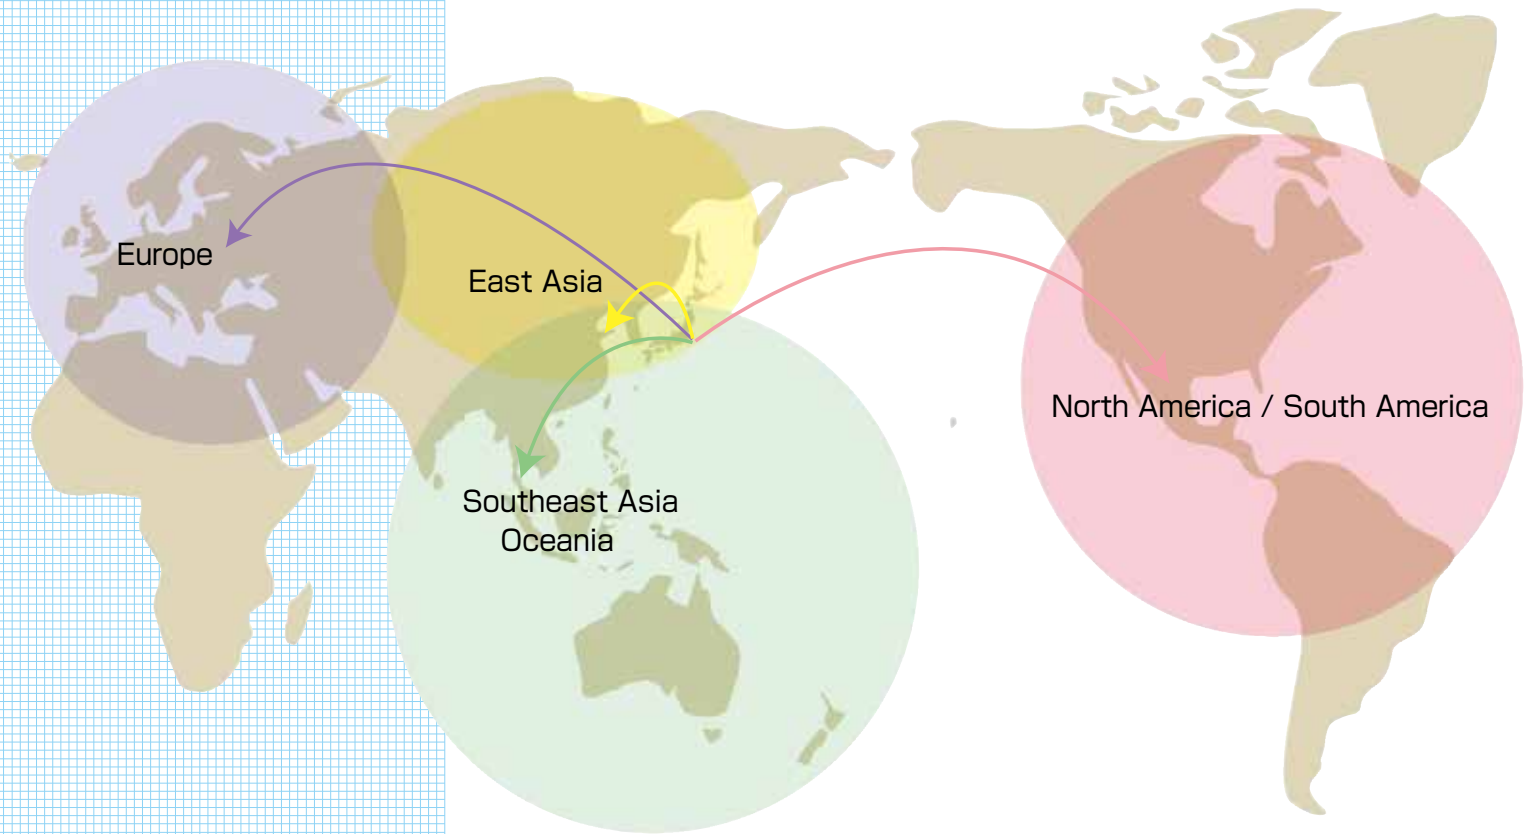 Europe
East Asia
North America / South America
Southeast Asia
Oceania